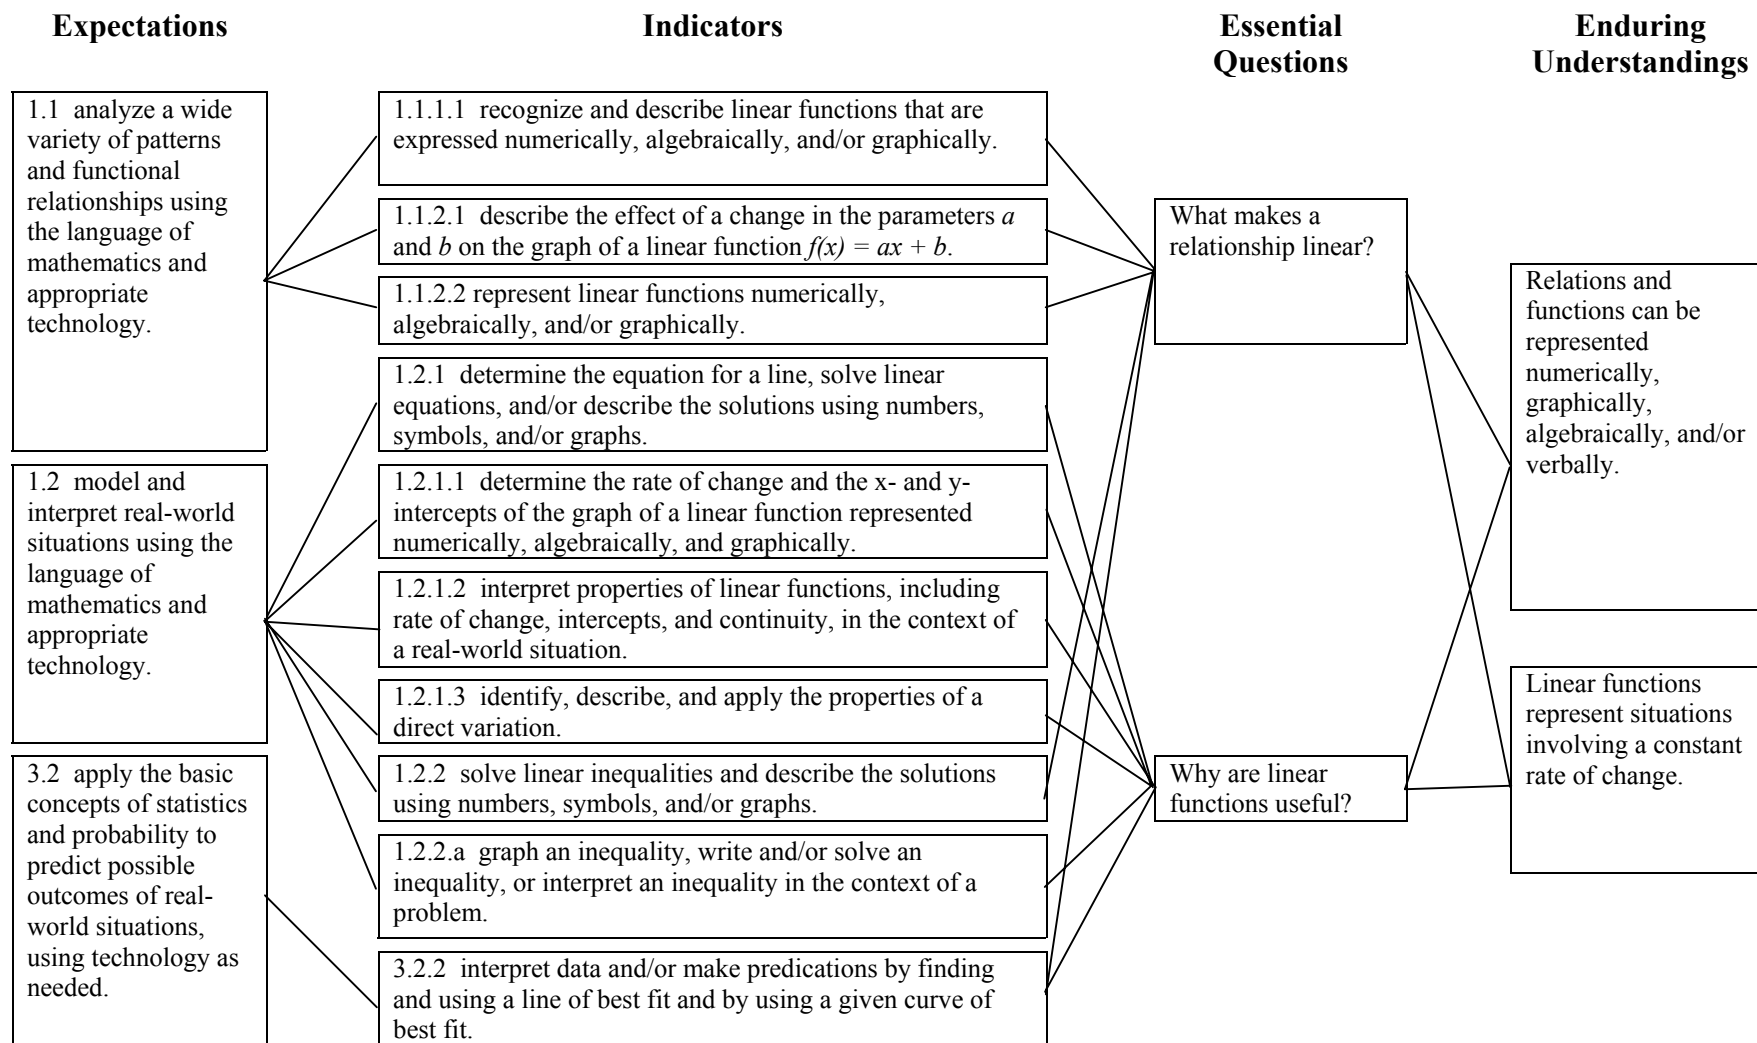 Expectations
Indicators
Essential
Questions
Enduring
Understandings
1.1 analyze a wide
variety of patterns
and functional
relationships using
the language of
mathematics and
appropriate
technology.
1.2 model and
interpret real-world
situations using the
language of
mathematics and
appropriate
technology.
3.2 apply the basic
concepts of statistics
and probability to
predict possible
outcomes of real-
world situations,
using technology as
needed.
1.1.1.1 recognize and describe linear functions that are
expressed numerically, algebraically, and/or graphically.
1.1.2.1 describe the effect of a change in the parameters a
and b on the graph of a linear function f(x) = ax + b.
1.1.2.2 represent linear functions numerically,
algebraically, and/or graphically.
1.2.1 determine the equation for a line, solve linear
equations, and/or describe the solutions using numbers,
symbols, and/or graphs.
1.2.1.1 determine the rate of change and the x- and y-
intercepts of the graph of a linear function represented
numerically, algebraically, and graphically.
1.2.1.2 interpret properties of linear functions, including
rate of change, intercepts, and continuity, in the context of
a real-world situation.
1.2.1.3 identify, describe, and apply the properties of a
direct variation.
1.2.2 solve linear inequalities and describe the solutions
using numbers, symbols, and/or graphs.
1.2.2.a graph an inequality, write and/or solve an
inequality, or interpret an inequality in the context of a
problem.
3.2.2 interpret data and/or make predications by finding
and using a line of best fit and by using a given curve of
best fit.
What makes a
relationship linear?
Why are linear
functions useful?
Relations and
functions can be
represented
numerically,
graphically,
algebraically, and/or
verbally.
Linear functions
represent situations
involving a constant
rate of change.